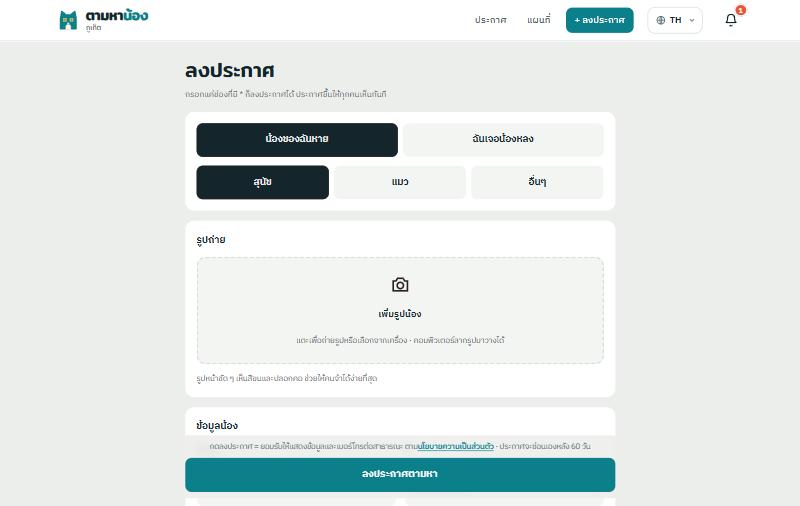 ตามหาน้อง
ภูเก็ต
ประกาศ
แผนที่
+ ลงประกาศ
TH
1
ลงประกาศ
กรอกแค่ช่องที่มี * ก็ลงประกาศได้ ประกาศขึ้นให้ทุกคนเห็นทันที
น้องของฉันหาย
ฉันเจอน้องหลง
สุนัข
แมว
อื่นๆ
รูปถ่าย
เพิ่มรูปน้อง
แตะเพื่อถ่ายรูปหรือเลือกจากเครื่อง · คอมพิวเตอร์ลากรูปมาวางได้
รูปหน้าชัด ๆ เห็นสีขนและปลอกคอ ช่วยให้คนจำได้ง่ายที่สุด
ข้อมูลน้อง
กดลงประกาศ = ยอมรับให้แสดงข้อมูลและเบอร์โทรต่อสาธารณะ ตามนโยบายความเป็นส่วนตัว · ประกาศจะซ่อนเองหลัง 60 วัน
ลงประกาศตามหา